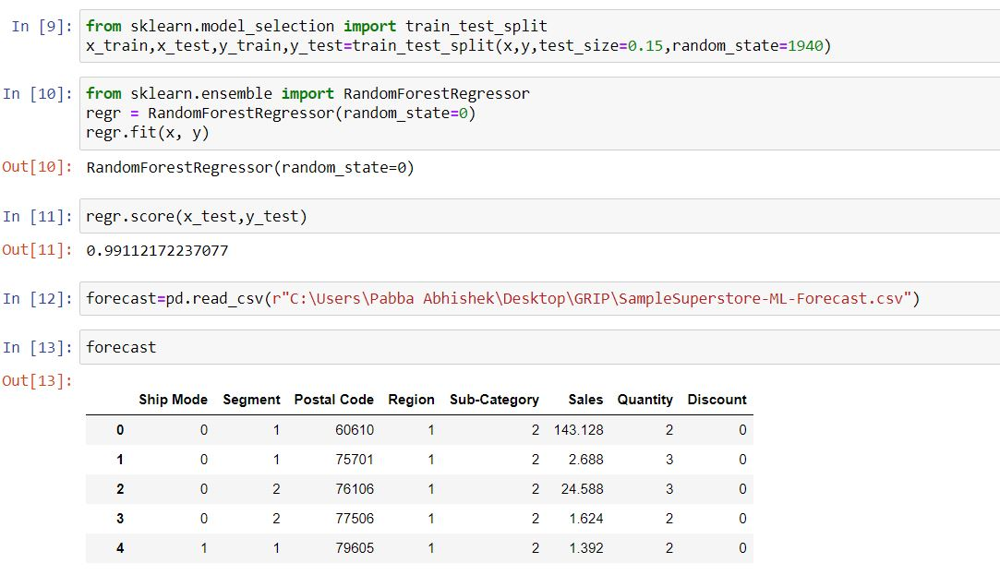 In [9]: from sklearn.model_selection import train_test_split
x_train,x_test,y_train,y_test=train_test_split(x,y,test_size=0.15,random_state=1940)
In [10]: from sklearn.ensemble import RandomForestRegressor
regr = RandomForestRegressor(random_state=0)
regr.fit(x, y)
Out[10]: RandomForestRegressor(random_state=0)
In [11]: regr.score(x_test,y_test)
Out[11]: 0.99112172237077
In [12]: forecast=pd.read_csv(r"C:\Users\Pabba Abhishek\Desktop\GRIP\SampleSuperstore-ML-Forecast.csv")
In [13]: forecast
Out[13]:
Ship Mode Segment Postal Code Region Sub-Category Sales Quantity Discount
0 0 1 60610 1 2 143.128 2 0
1 0 1 75701 1 2 2.688 3 0
2 0 2 76106 1 2 24.588 3 0
3 0 2 77506 1 2 1.624 2 0
4 1 1 79605 1 2 1.392 2 0